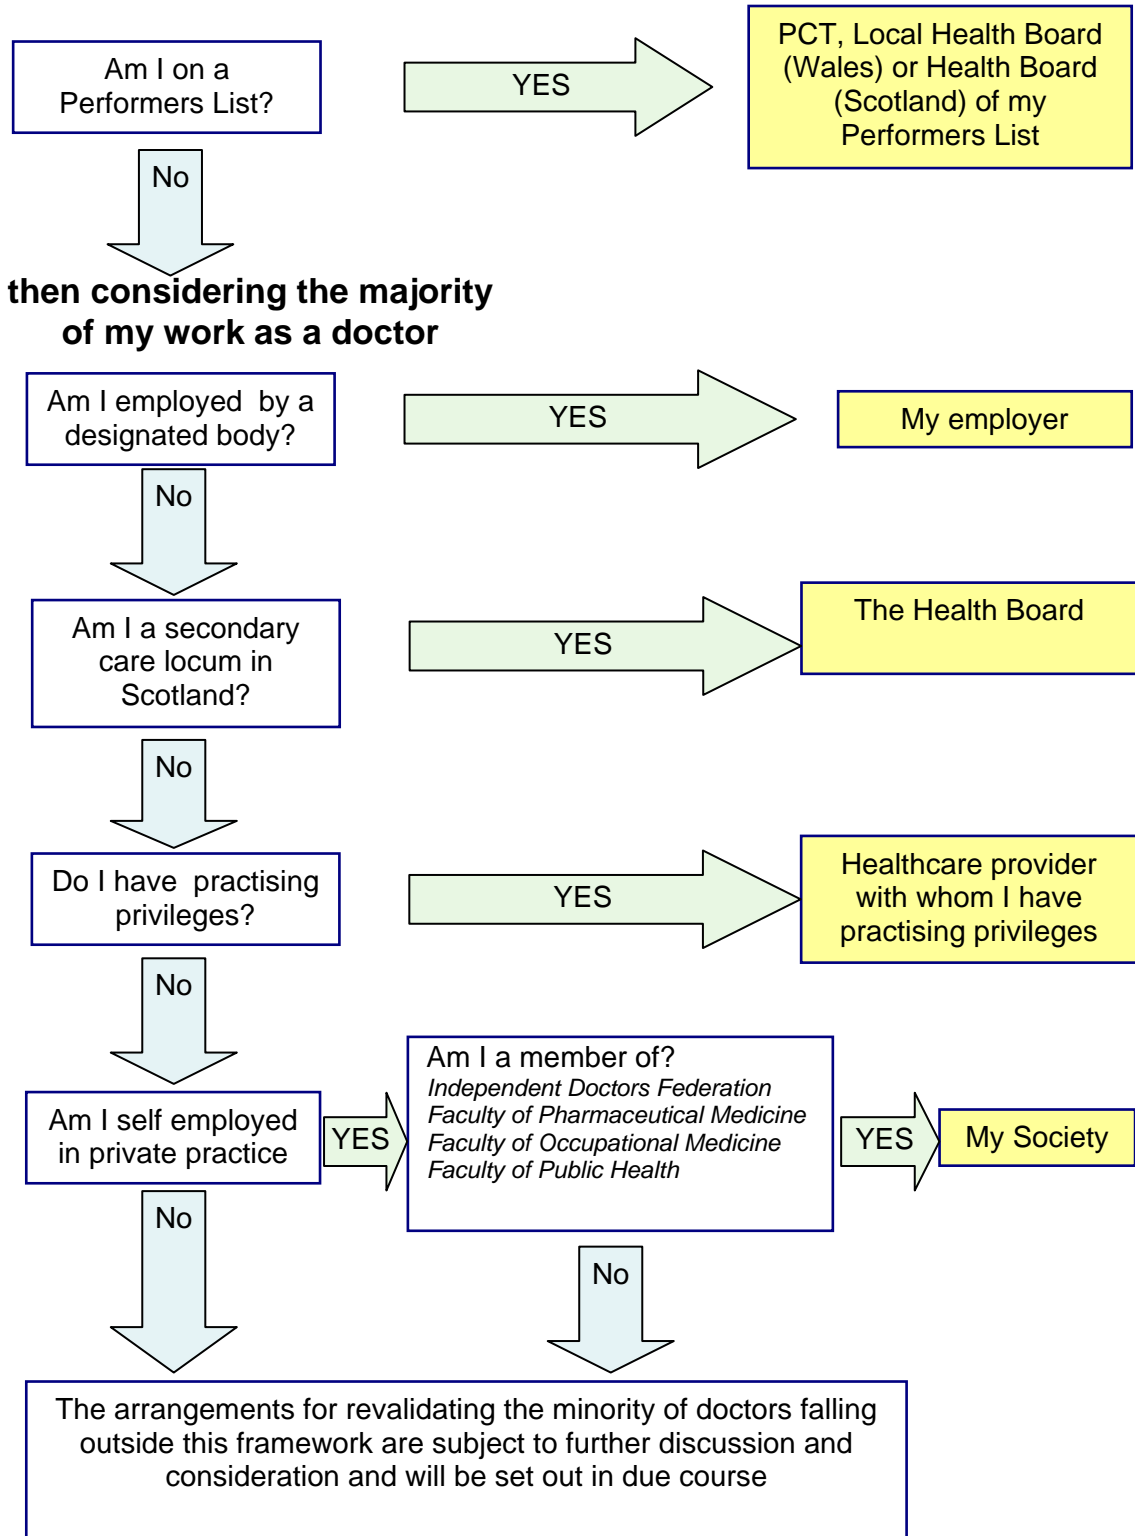 Am I on a
Performers List?
YES
PCT, Local Health Board
(Wales) or Health Board
(Scotland) of my
Performers List
No
then considering the majority
of my work as a doctor
Am I employed by a
designated body?
YES
My employer
No
Am I a secondary
care locum in
Scotland?
YES
The Health Board
No
Do I have practising
privileges?
YES
Healthcare provider
with whom I have
practising privileges
No
Am I self employed
in private practice
YES
Am I a member of?
Independent Doctors Federation
Faculty of Pharmaceutical Medicine
Faculty of Occupational Medicine
Faculty of Public Health
YES
My Society
No
No
The arrangements for revalidating the minority of doctors falling
outside this framework are subject to further discussion and
consideration and will be set out in due course